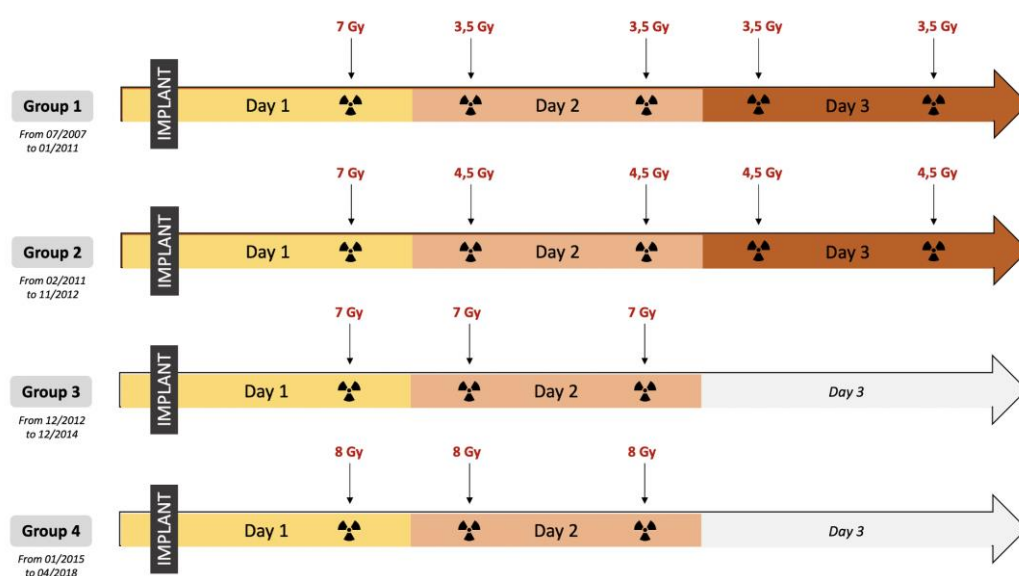 7 Gy 3,5 Gy 3,5 Gy 3,5 Gy 3,5 Gy
IMPLANT
Group 1
Day 1 Day 2 Day 3
From 07/2007
to 01/2011
7 Gy 4,5 Gy 4,5 Gy 4,5 Gy 4,5 Gy
IMPLANT
Group 2
Day 1 Day 2 Day 3
From 02/2011
to 11/2012
7 Gy 7 Gy 7 Gy
IMPLANT
Group 3
Day 1 Day 2 Day 3
From 12/2012
to 12/2014
8 Gy 8 Gy 8 Gy
IMPLANT
Group 4
Day 1 Day 2 Day 3
From 01/2015
to 04/2018